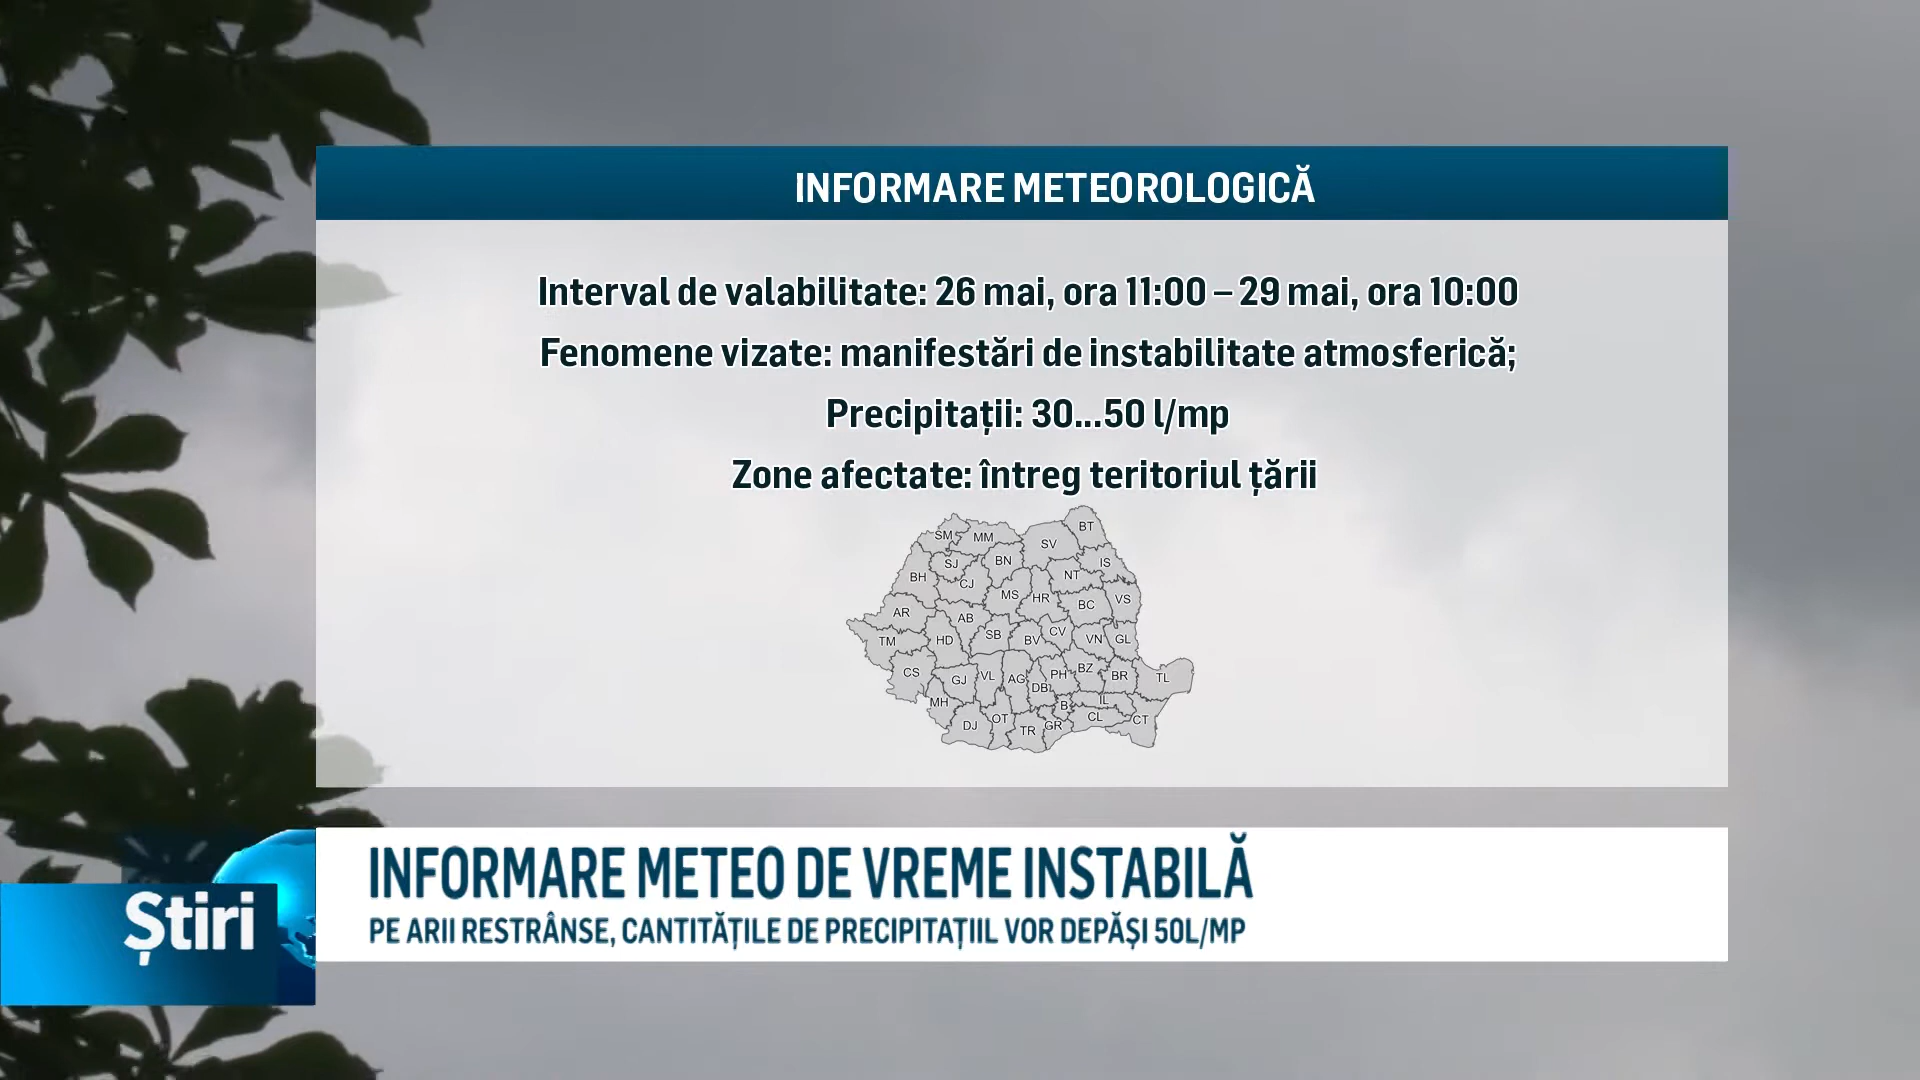 INFORMARE METEOROLOGICĂ
Interval de valabilitate: 26 mai, ora 11:00 – 29 mai, ora 10:00
Fenomene vizate: manifestări de instabilitate atmosferică;
Precipitații: 30...50 l/mp
Zone afectate: întreg teritoriul țării
BT
SM MM SV
SJ BN IS
BH CJ NT
MS HR BC VS
AR AB
TM HD SB BV CV VN GL
CS GJ VL AG DB PH BZ BR TL
MH B IL
DJ OT TR GR CL CT
INFORMARE METEO DE VREME INSTABILĂ
PE ARII RESTRÂNSE, CANTITĂȚILE DE PRECIPITAȚIIL VOR DEPĂȘI 50L/MP
Știri